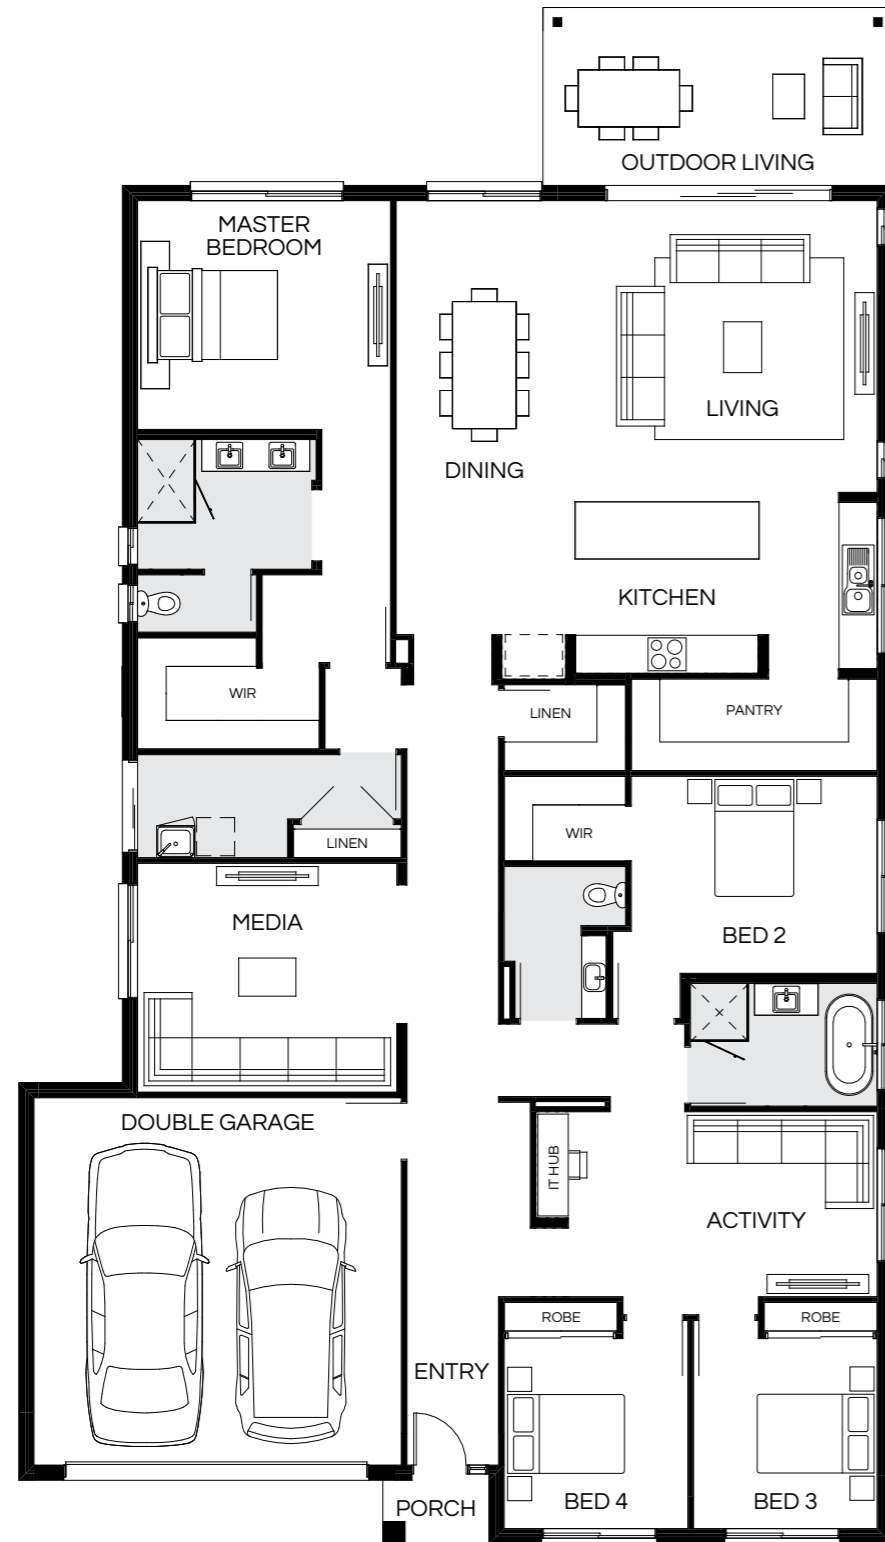 OUTDOOR LIVING
MASTER
BEDROOM
LIVING
DINING
KITCHEN
WIR
LINEN
PANTRY
LINEN
WIR
MEDIA
BED 2
DOUBLE GARAGE
IT HUB
ACTIVITY
ROBE
ROBE
ENTRY
PORCH
BED 4
BED 3